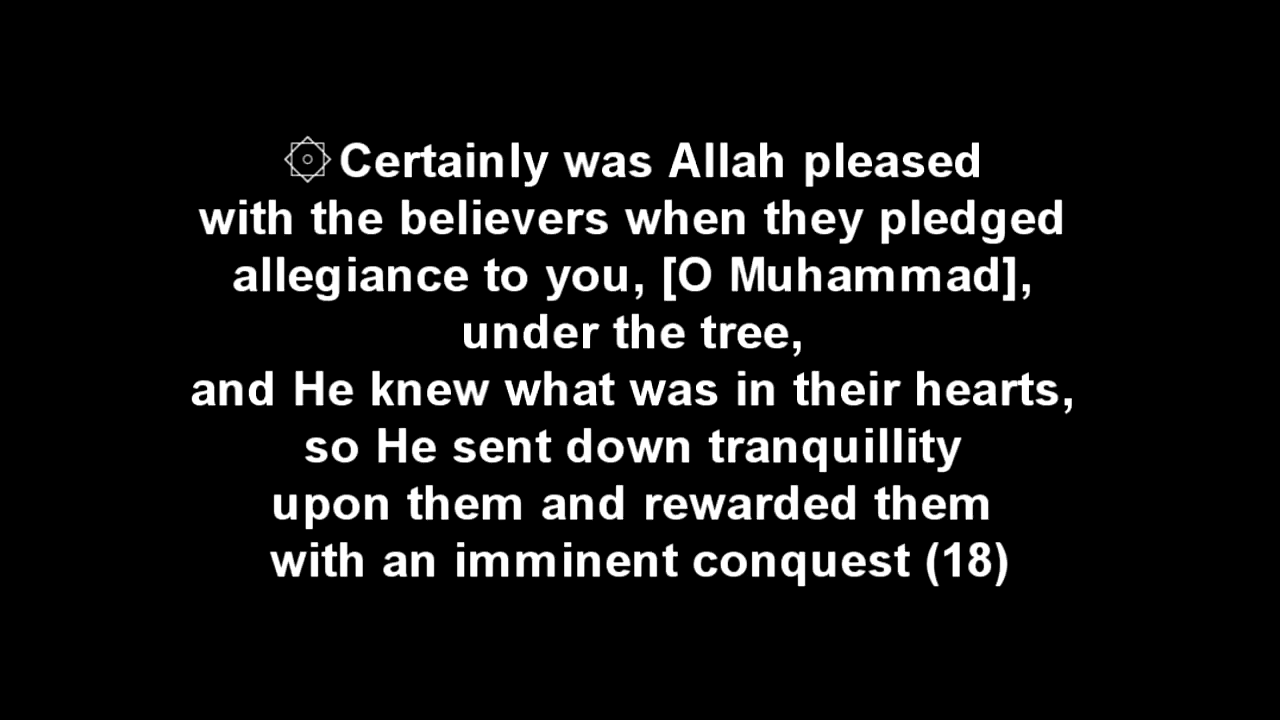 ۞ Certainly was Allah pleased
with the believers when they pledged
allegiance to you, [O Muhammad],
under the tree,
and He knew what was in their hearts,
so He sent down tranquillity
upon them and rewarded them
with an imminent conquest (18)